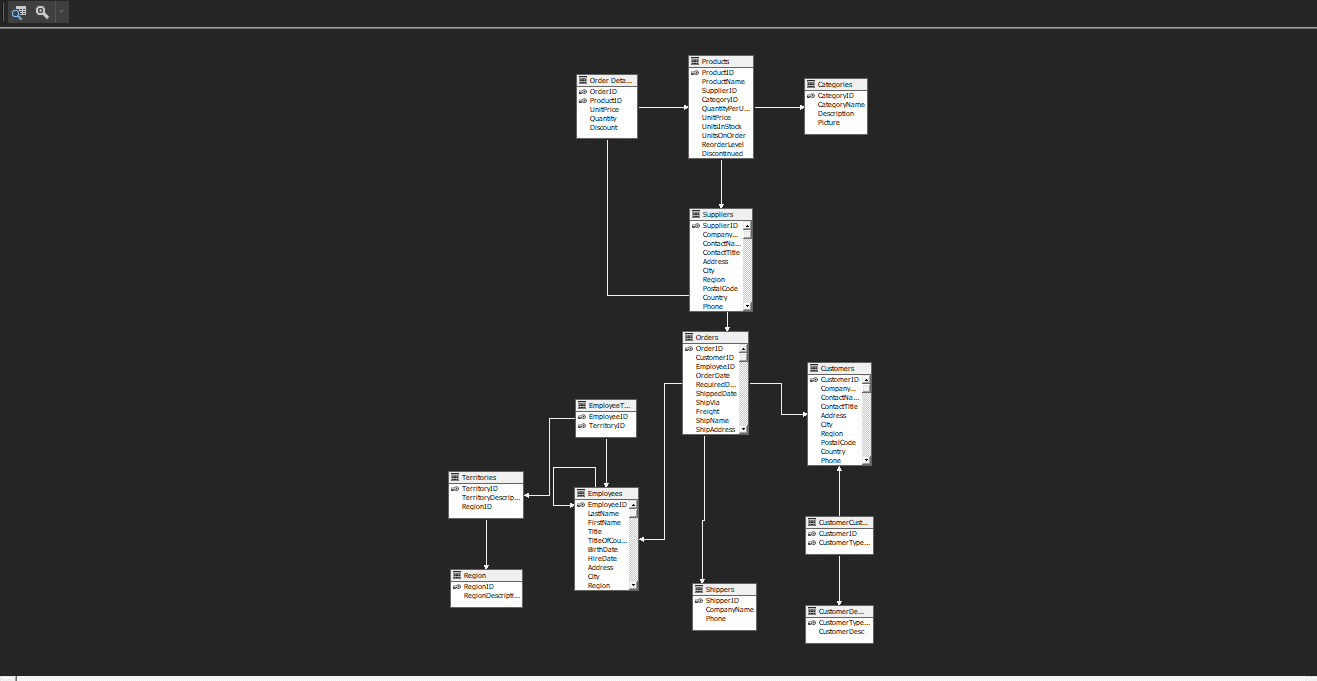 Products
ProductID
ProductName
SupplierID
CategoryID
QuantityPerU...
UnitPrice
UnitsInStock
UnitsOnOrder
ReorderLevel
Discontinued
Order Deta...
OrderID
ProductID
UnitPrice
Quantity
Discount
Categories
CategoryID
CategoryName
Description
Picture
Suppliers
SupplierID
Company...
ContactNa...
ContactTitle
Address
City
Region
PostalCode
Country
Phone
Orders
OrderID
CustomerID
EmployeeID
OrderDate
RequiredD...
ShippedDate
ShipVia
Freight
ShipName
ShipAddress
Customers
CustomerID
Company...
ContactNa...
ContactTitle
Address
City
Region
PostalCode
Country
Phone
EmployeeT...
EmployeeID
TerritoryID
Territories
TerritoryID
TerritoryDescrip...
RegionID
Employees
EmployeeID
LastName
FirstName
Title
TitleOfCou...
BirthDate
HireDate
Address
City
Region
CustomerCust...
CustomerID
CustomerType...
Region
RegionID
RegionDescripti...
Shippers
ShipperID
CompanyName
Phone
CustomerDe...
CustomerType...
CustomerDesc